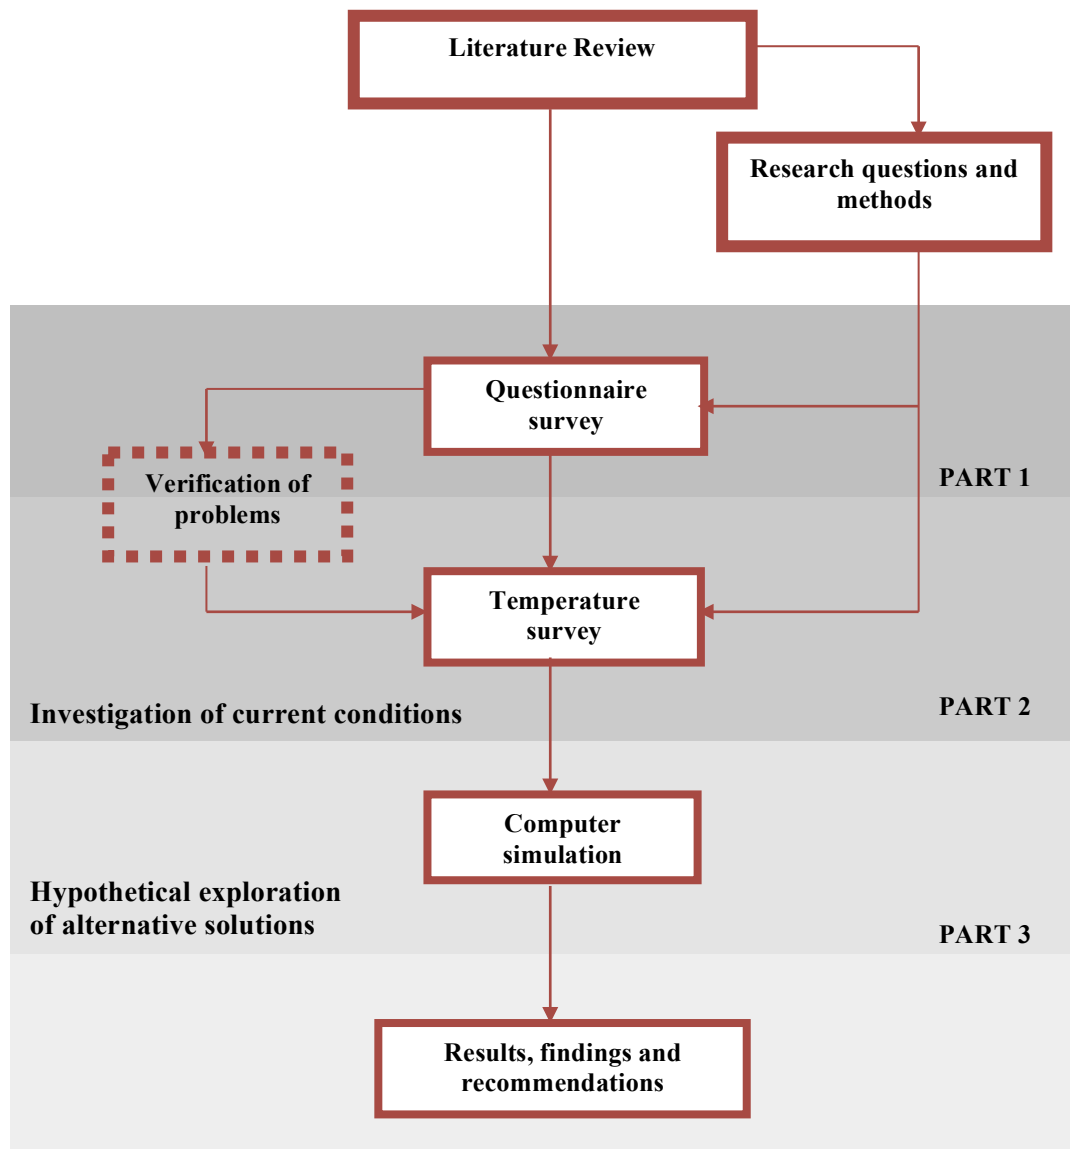 Literature Review
Research questions and
methods
Questionnaire
survey
PART 1
Verification of
problems
Temperature
survey
Investigation of current conditions
PART 2
Computer
simulation
Hypothetical exploration
of alternative solutions
PART 3
Results, findings and
recommendations